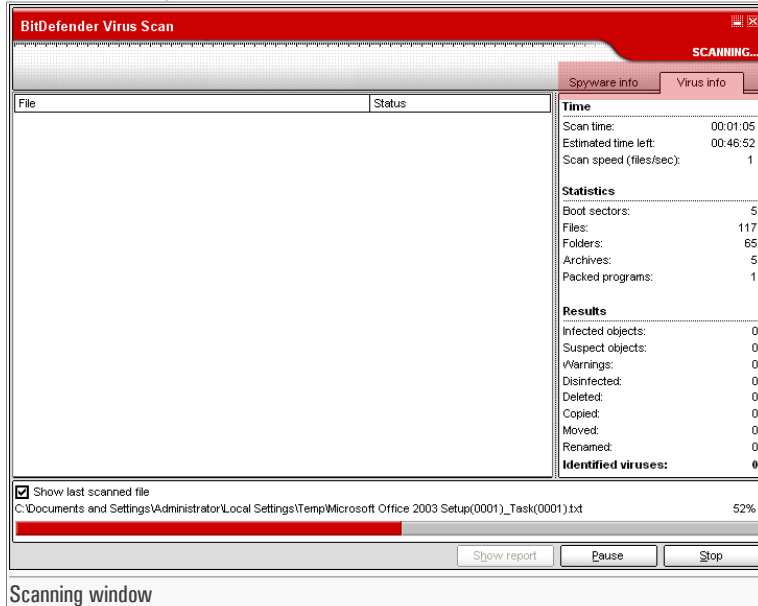 BitDefender Virus Scan
SCANNING...
Spyware info Virus info
File Status
Time
Scan time: 00:01:05
Estimated time left: 00:46:52
Scan speed (files/sec): 1
Statistics
Boot sectors: 5
Files: 117
Folders: 65
Archives: 5
Packed programs: 1
Results
Infected objects: 0
Suspect objects: 0
Warnings: 0
Disinfected: 0
Deleted: 0
Copied: 0
Moved: 0
Renamed: 0
Identified viruses: 0
Show last scanned file
C:\Documents and Settings\Administrator\Local Settings\Temp\Microsoft Office 2003 Setup(0001)_Task(0001).txt 52%
Show report Pause Stop
Scanning window